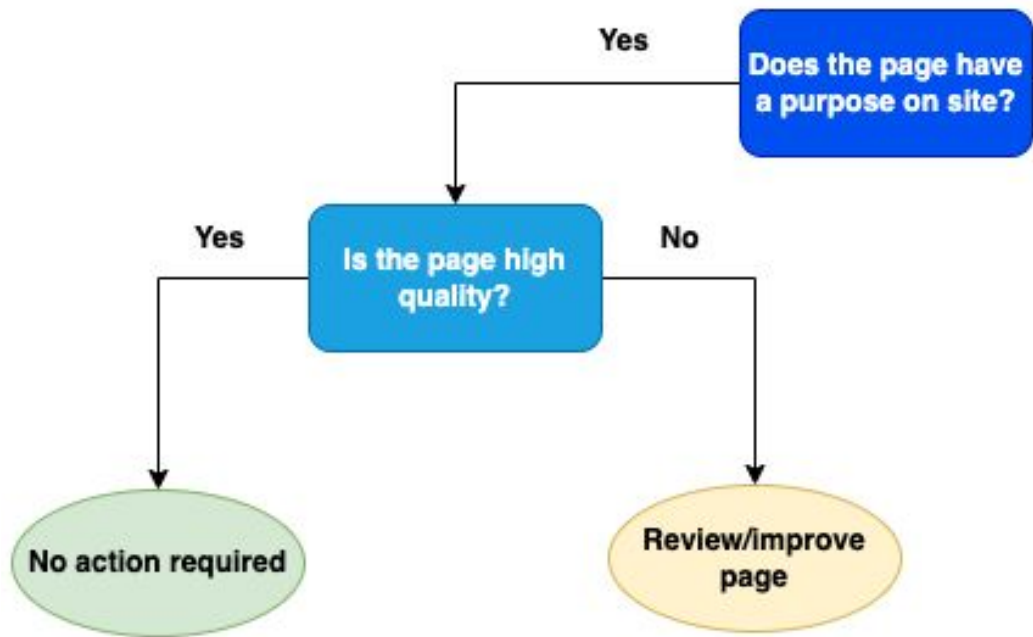 Yes
Does the page have
a purpose on site?
Yes
Is the page high
quality?
No
No action required
Review/improve
page